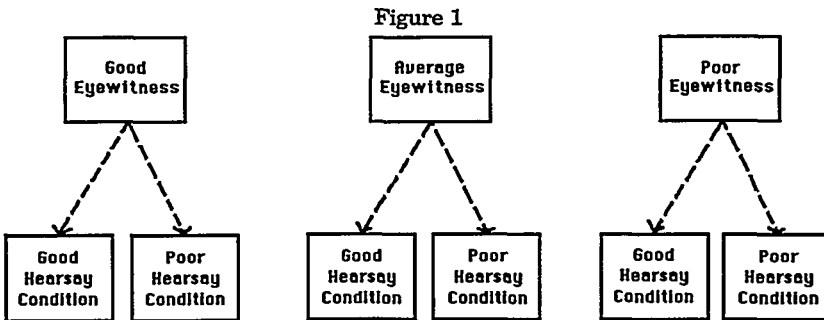 Figure 1
Good
Eyewitness
Average
Eyewitness
Poor
Eyewitness
Good
Hearsay
Condition
Poor
Hearsay
Condition
Good
Hearsay
Condition
Poor
Hearsay
Condition
Good
Hearsay
Condition
Poor
Hearsay
Condition